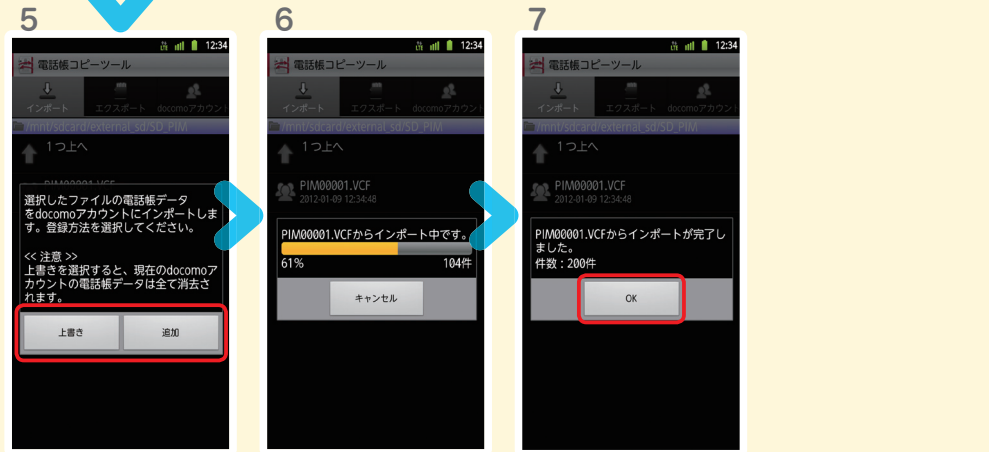 5
12:34
電話帳コピーツール
インポート
エクスポート
docomoアカウント
/mnt/sdcard/external_sd/SD_PIM
1つ上へ
PIM00001.VCF
選択したファイルの電話帳データ
をdocomoアカウントにインポートしま
す。登録方法を選択してください。
<< 注意 >>
上書きを選択すると、現在のdocomoア
カウントの電話帳データは全て消去さ
れます。
上書き
追加
6
12:34
電話帳コピーツール
インポート
エクスポート
docomoアカウント
/mnt/sdcard/external_sd/SD_PIM
1つ上へ
PIM00001.VCF
2012-01-09 12:34:48
PIM00001.VCFからインポート中です。
61%
104件
キャンセル
7
12:34
電話帳コピーツール
インポート
エクスポート
docomoアカウント
/mnt/sdcard/external_sd/SD_PIM
1つ上へ
PIM00001.VCF
2012-01-09 12:34:48
PIM00001.VCFからインポートが完了し
ました。
件数：200件
OK